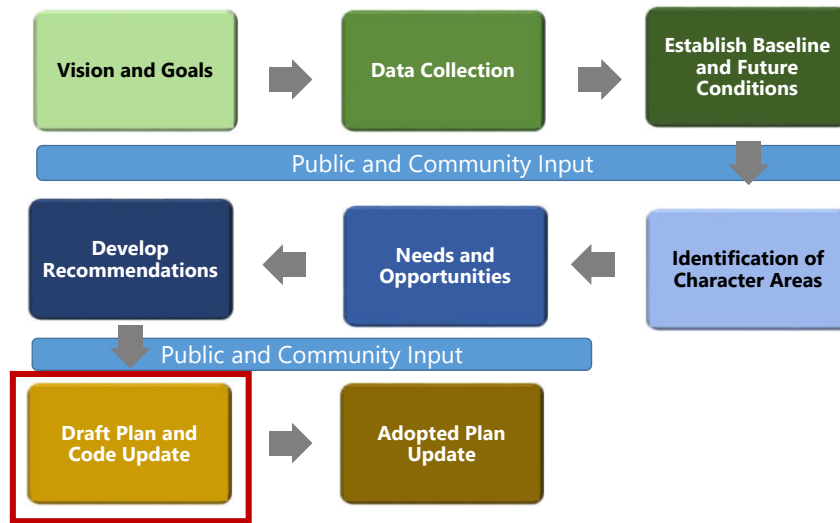 Vision and Goals
Data Collection
Establish Baseline
and Future
Conditions
Public and Community Input
Develop
Recommendations
Needs and
Opportunities
Identification of
Character Areas
Public and Community Input
Draft Plan and
Code Update
Adopted Plan
Update